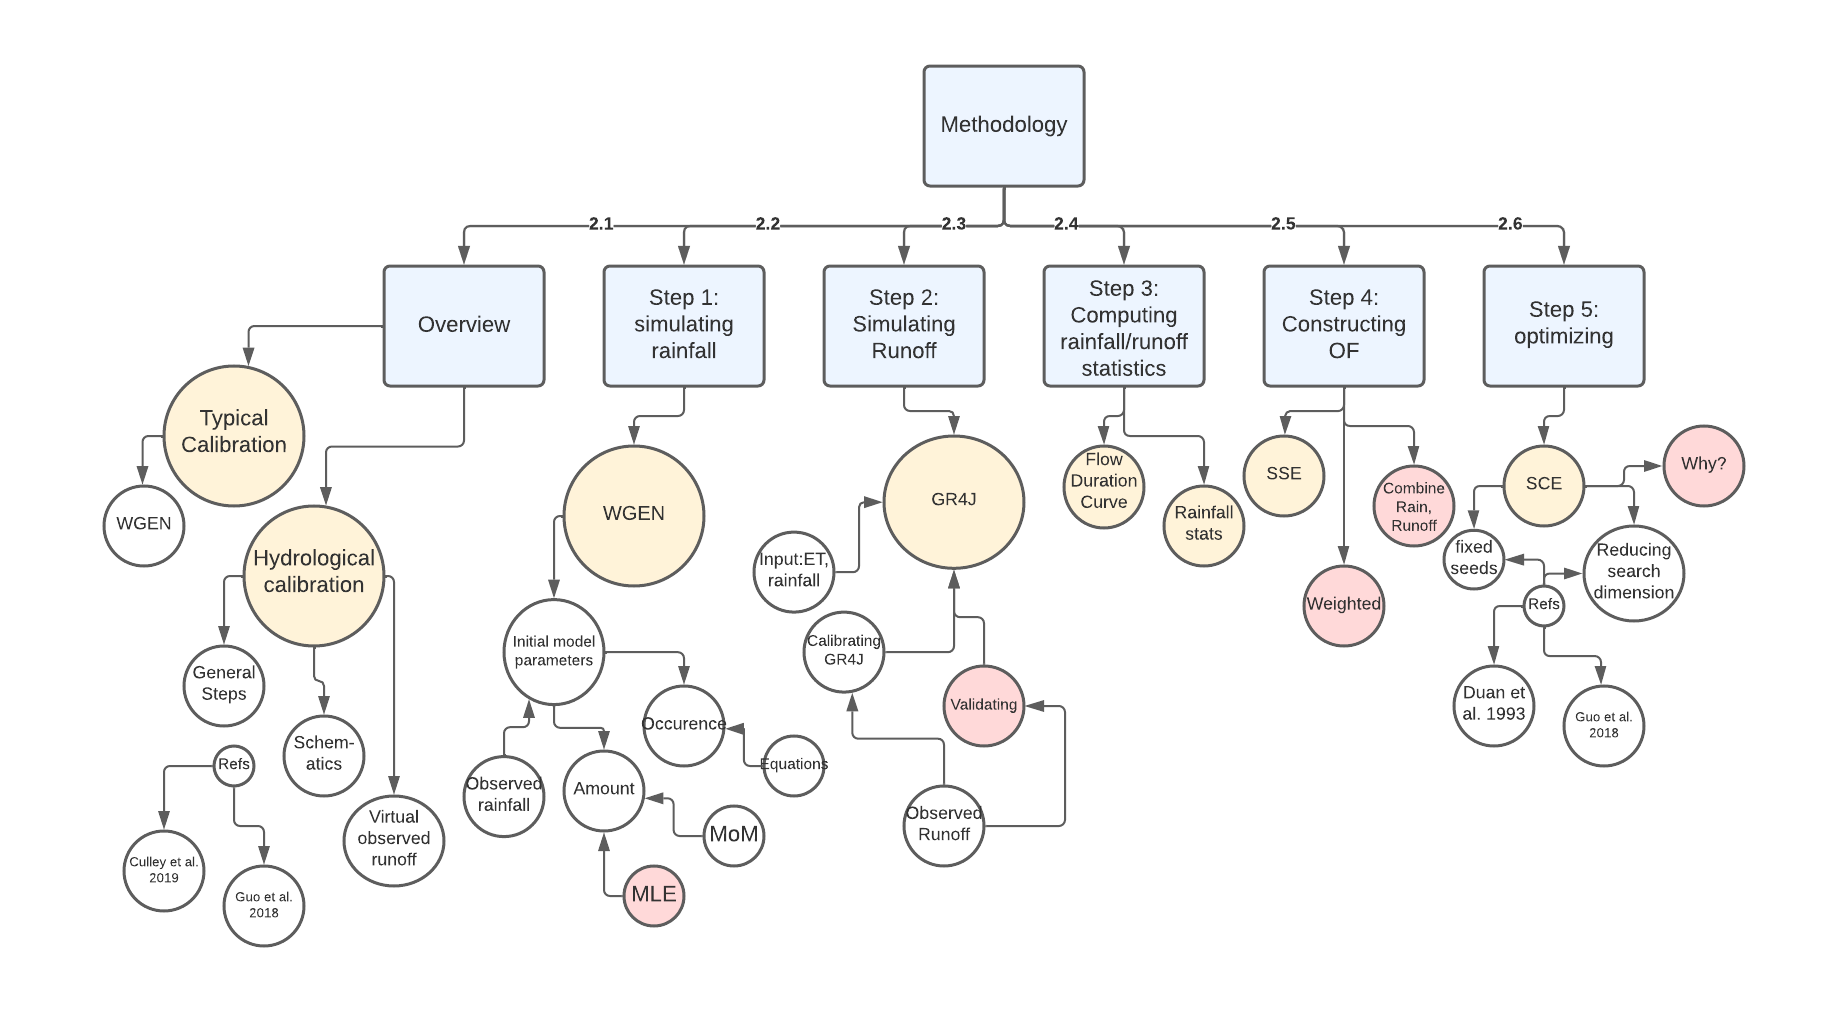 Methodology
2.1
2.2
2.3
2.4
2.5
2.6
Overview
Step 1:
simulating
rainfall
Step 2:
Simulating
Runoff
Step 3:
Computing
rainfall/runoff
statistics
Step 4:
Constructing
OF
Step 5:
optimizing
Typical
Calibration
WGEN
Hydrological
calibration
General
Steps
Schem-
atics
Virtual
observed
runoff
Refs
Culley et al.
2019
Guo et al.
2018
WGEN
Initial model
parameters
Observed
rainfall
Amount
Occurence
Equations
MoM
MLE
GR4J
Input:ET,
rainfall
Calibrating
GR4J
Validating
Observed
Runoff
Flow
Duration
Curve
Rainfall
stats
SSE
Weighted
Combine
Rain,
Runoff
SCE
Why?
fixed
seeds
Reducing
search
dimension
Refs
Duan et
al. 1993
Guo et al.
2018